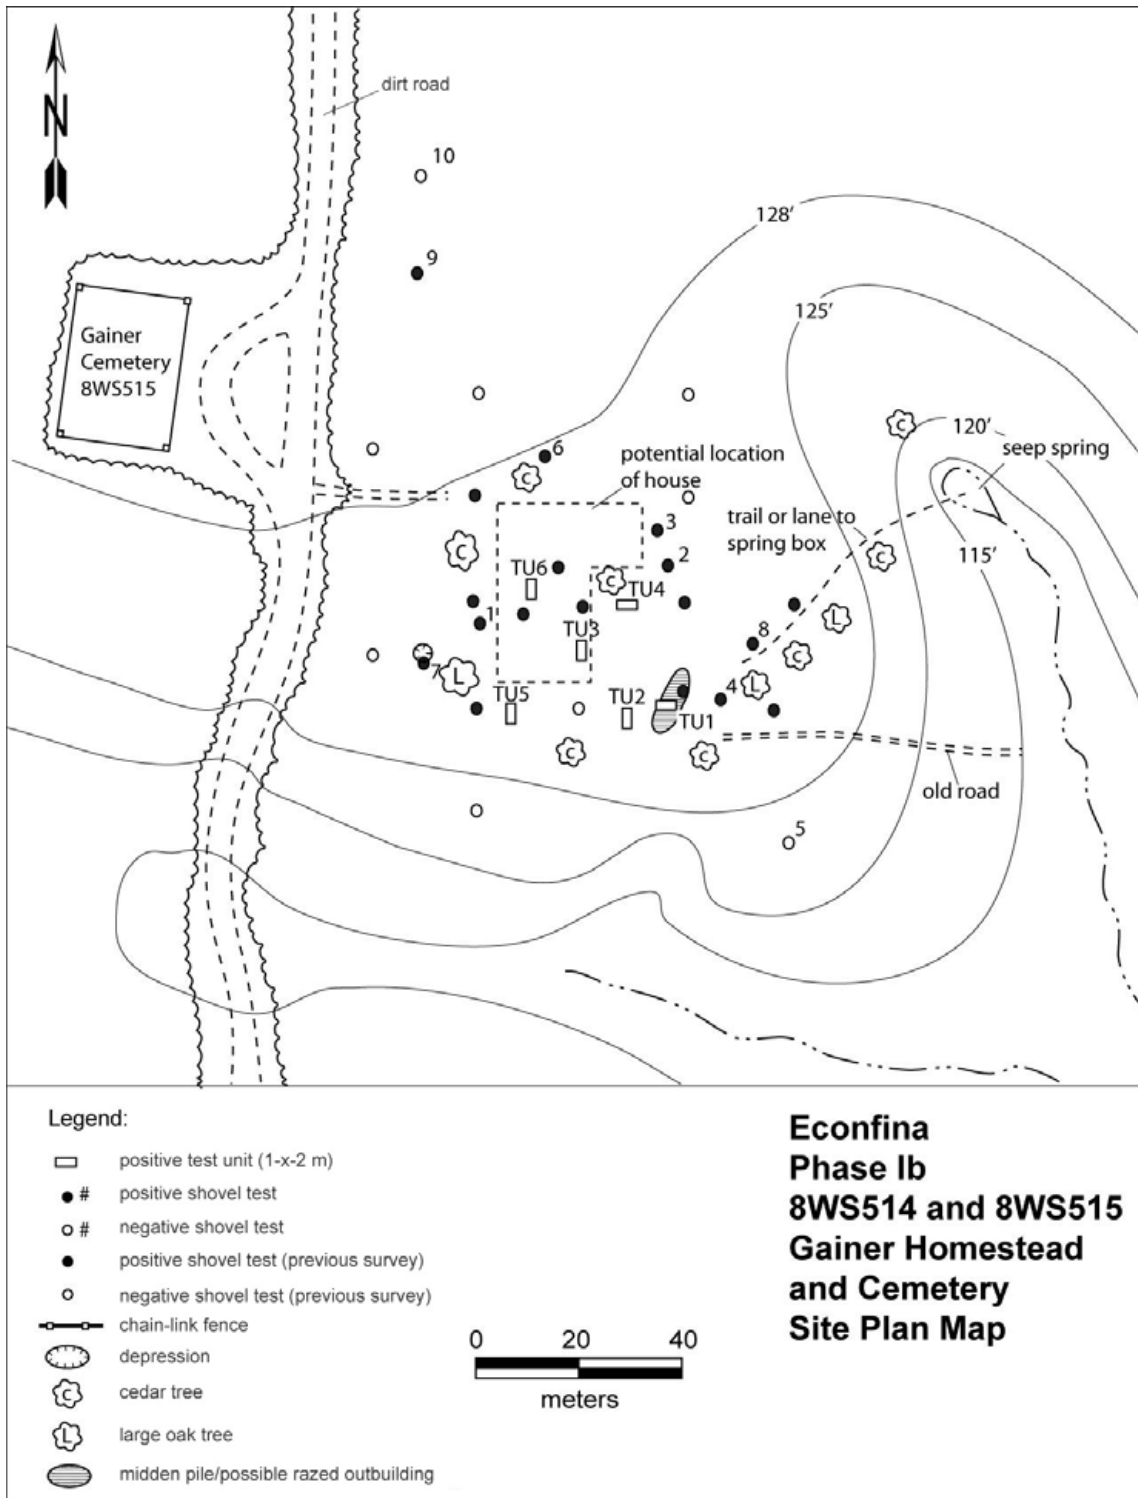 N
dirt road
10
9
128'
125'
Gainer
Cemetery
8WS515
C
120'
6
potential location
of house
seep spring
C
3
trail or lane to
spring box
C
2
C
115'
TU6
C
TU4
1
L
TU3
8
C
7
L
L
4
TU5
TU2
TU1
C
C
old road
5
Legend:
positive test unit (1-x-2 m)
# positive shovel test
# negative shovel test
positive shovel test (previous survey)
negative shovel test (previous survey)
chain-link fence
depression
C cedar tree
L large oak tree
midden pile/possible razed outbuilding
0 20 40
meters
Econfina
Phase Ib
8WS514 and 8WS515
Gainer Homestead
and Cemetery
Site Plan Map